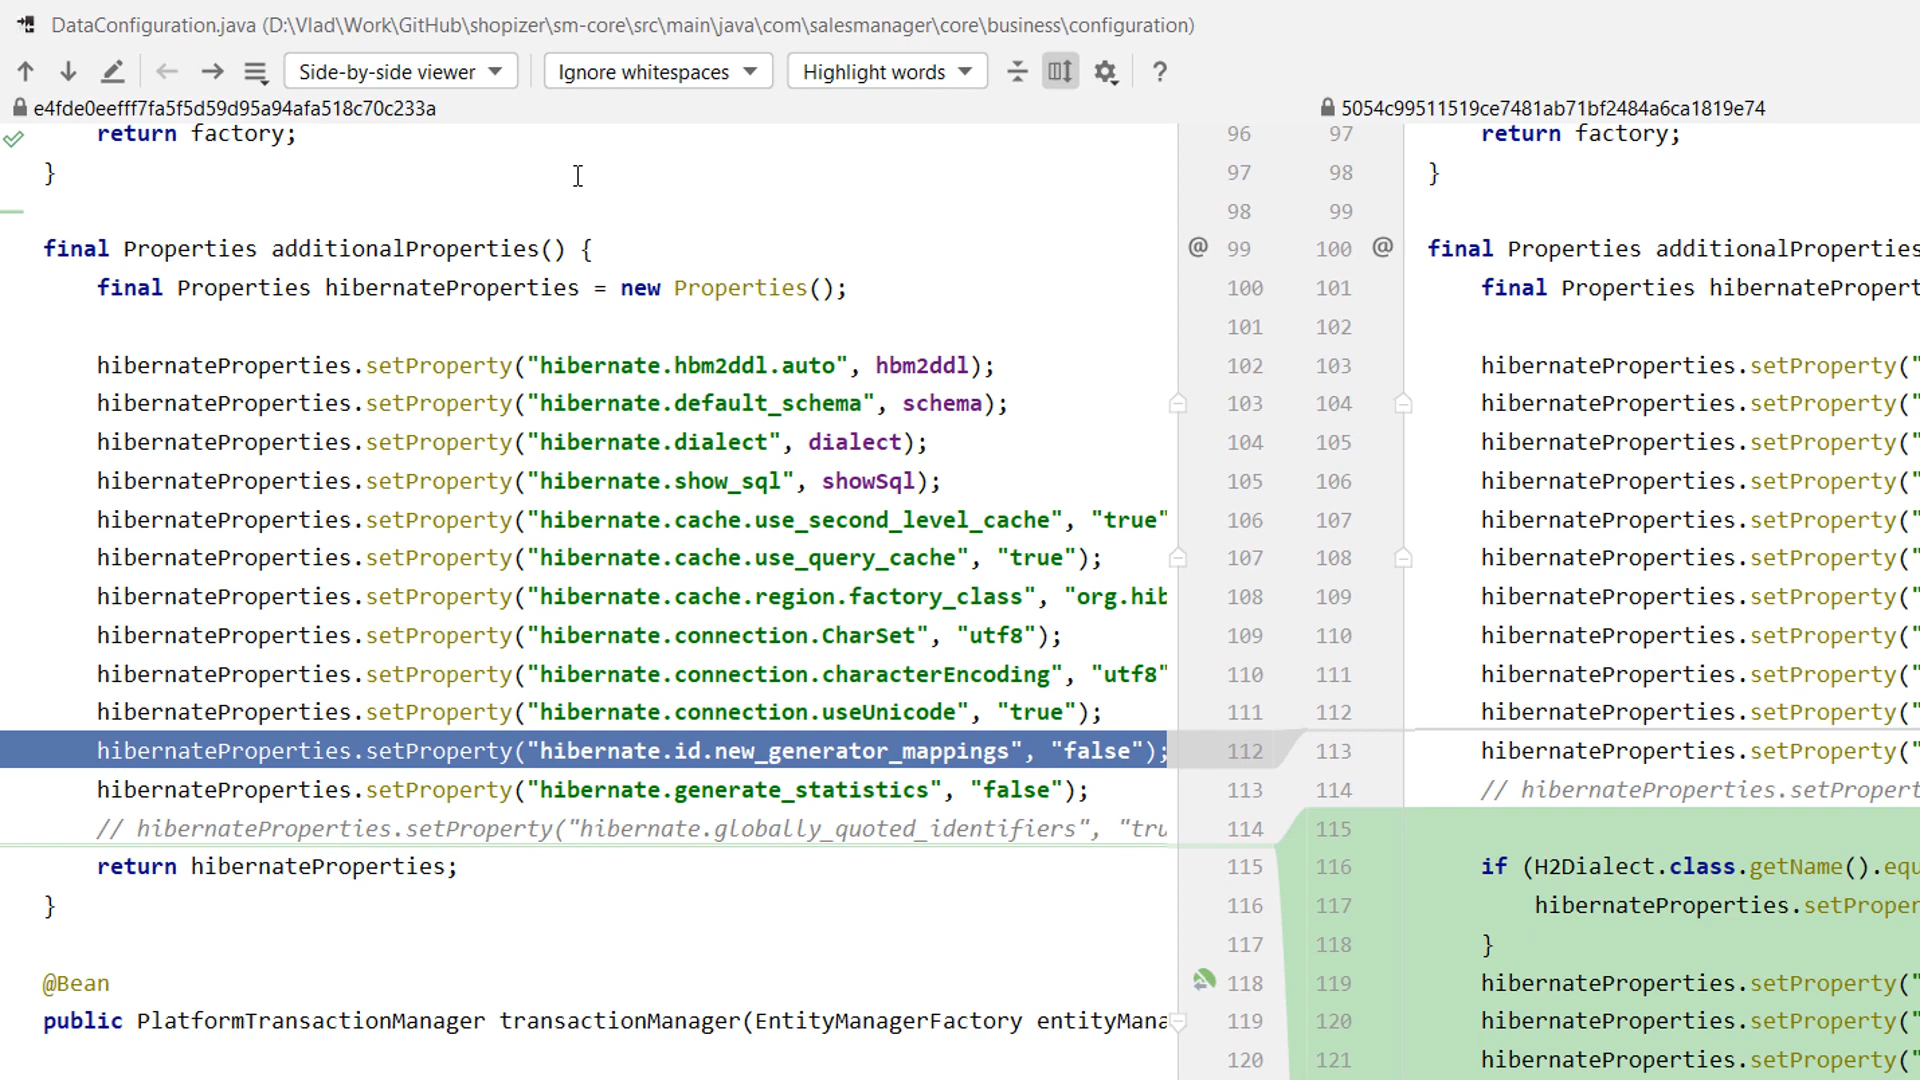 DataConfiguration.java (D:\Vlad\Work\GitHub\shopizer\sm-core\src\main\java\com\salesmanager\core\business\configuration)
Side-by-side viewer Ignore whitespaces Highlight words ?
e4fde0eefff7fa5f5d59d95a94afa518c70c233a 5054c99511519ce7481ab71bf2484a6ca1819e74
return factory; 96 97 return factory;
} 97 98 }
98 99
final Properties additionalProperties() { @ 99 100 @ final Properties additionalProperties
final Properties hibernateProperties = new Properties(); 100 101 final Properties hibernatePropert
101 102
hibernateProperties.setProperty("hibernate.hbm2ddl.auto", hbm2ddl); 102 103 hibernateProperties.setProperty("
hibernateProperties.setProperty("hibernate.default_schema", schema); 103 104 hibernateProperties.setProperty("
hibernateProperties.setProperty("hibernate.dialect", dialect); 104 105 hibernateProperties.setProperty("
hibernateProperties.setProperty("hibernate.show_sql", showSql); 105 106 hibernateProperties.setProperty("
hibernateProperties.setProperty("hibernate.cache.use_second_level_cache", "true" 106 107 hibernateProperties.setProperty("
hibernateProperties.setProperty("hibernate.cache.use_query_cache", "true"); 107 108 hibernateProperties.setProperty("
hibernateProperties.setProperty("hibernate.cache.region.factory_class", "org.hib 108 109 hibernateProperties.setProperty("
hibernateProperties.setProperty("hibernate.connection.CharSet", "utf8"); 109 110 hibernateProperties.setProperty("
hibernateProperties.setProperty("hibernate.connection.characterEncoding", "utf8" 110 111 hibernateProperties.setProperty("
hibernateProperties.setProperty("hibernate.connection.useUnicode", "true"); 111 112 hibernateProperties.setProperty("
hibernateProperties.setProperty("hibernate.id.new_generator_mappings", "false"); 112 113 hibernateProperties.setProperty("
hibernateProperties.setProperty("hibernate.generate_statistics", "false"); 113 114 // hibernateProperties.setPropert
// hibernateProperties.setProperty("hibernate.globally_quoted_identifiers", "tru 114 115
return hibernateProperties; 115 116 if (H2Dialect.class.getName().equ
} 116 117 hibernateProperties.setProper
117 118 }
@Bean 118 119 hibernateProperties.setProperty("
public PlatformTransactionManager transactionManager(EntityManagerFactory entityMana 119 120 hibernateProperties.setProperty("
120 121 hibernateProperties.setProperty("